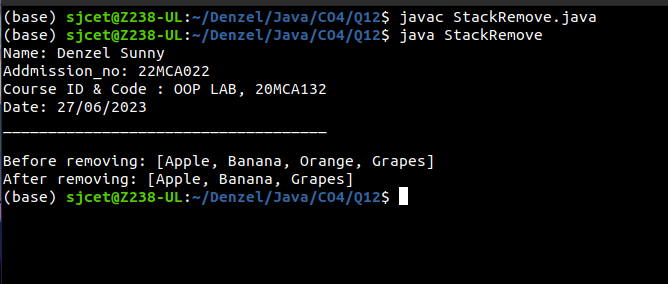 (base) sjcet@Z238-UL:~/Denzel/Java/CO4/Q12$ javac StackRemove.java
(base) sjcet@Z238-UL:~/Denzel/Java/CO4/Q12$ java StackRemove
Name: Denzel Sunny
Addmission_no: 22MCA022
Course ID & Code : OOP LAB, 20MCA132
Date: 27/06/2023
____________________________________
Before removing: [Apple, Banana, Orange, Grapes]
After removing: [Apple, Banana, Grapes]
(base) sjcet@Z238-UL:~/Denzel/Java/CO4/Q12$